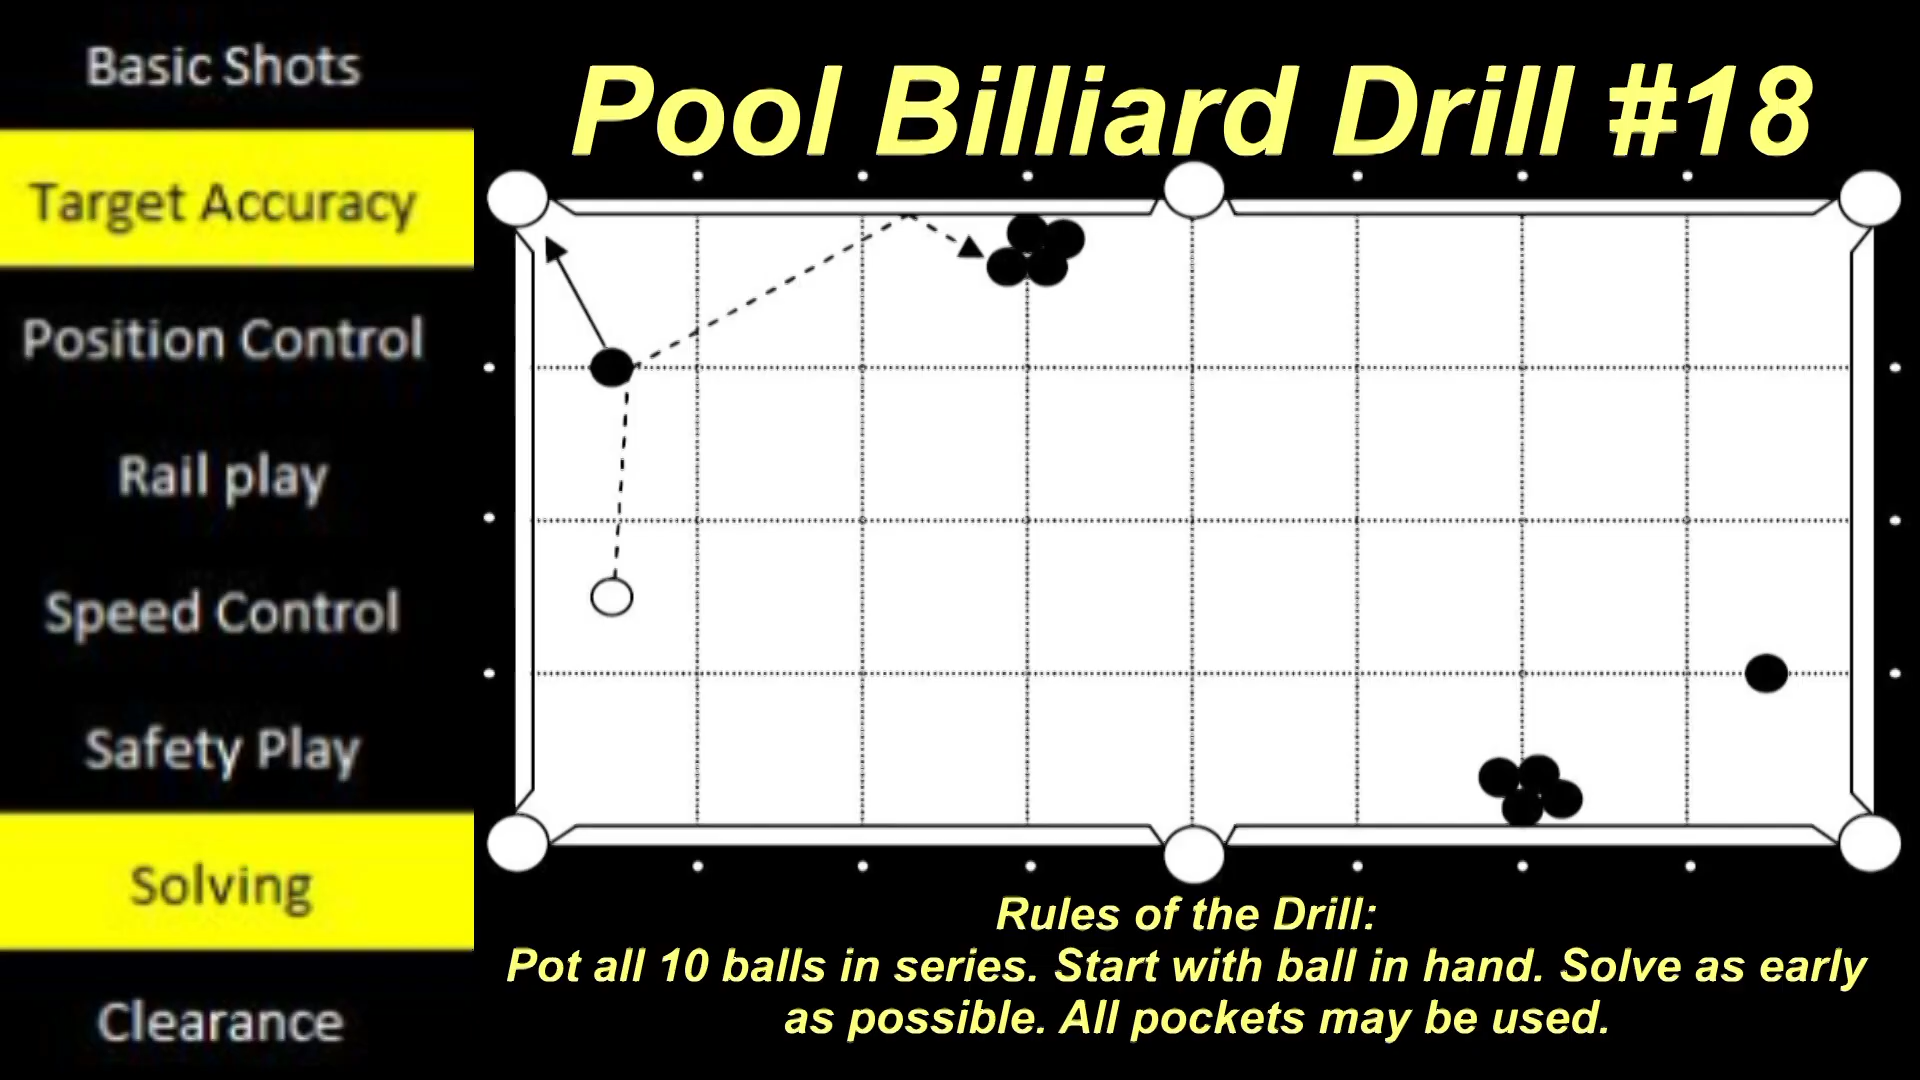 Basic Shots
Target Accuracy
Position Control
Rail play
Speed Control
Safety Play
Solving
Clearance
Pool Billiard Drill #18
Rules of the Drill:
Pot all 10 balls in series. Start with ball in hand. Solve as early
as possible. All pockets may be used.